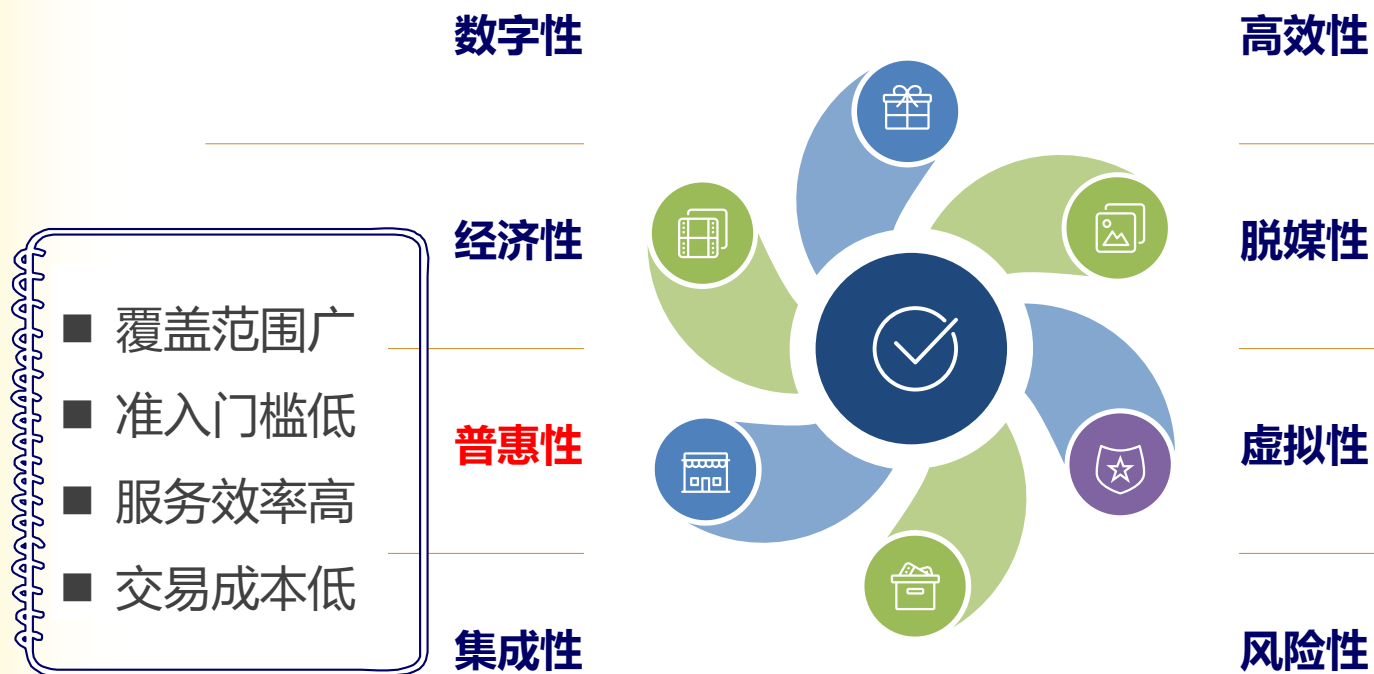 数字性
高效性
经济性
脱媒性
■ 覆盖范围广
■ 准入门槛低
■ 服务效率高
■ 交易成本低
普惠性
虚拟性
集成性
风险性